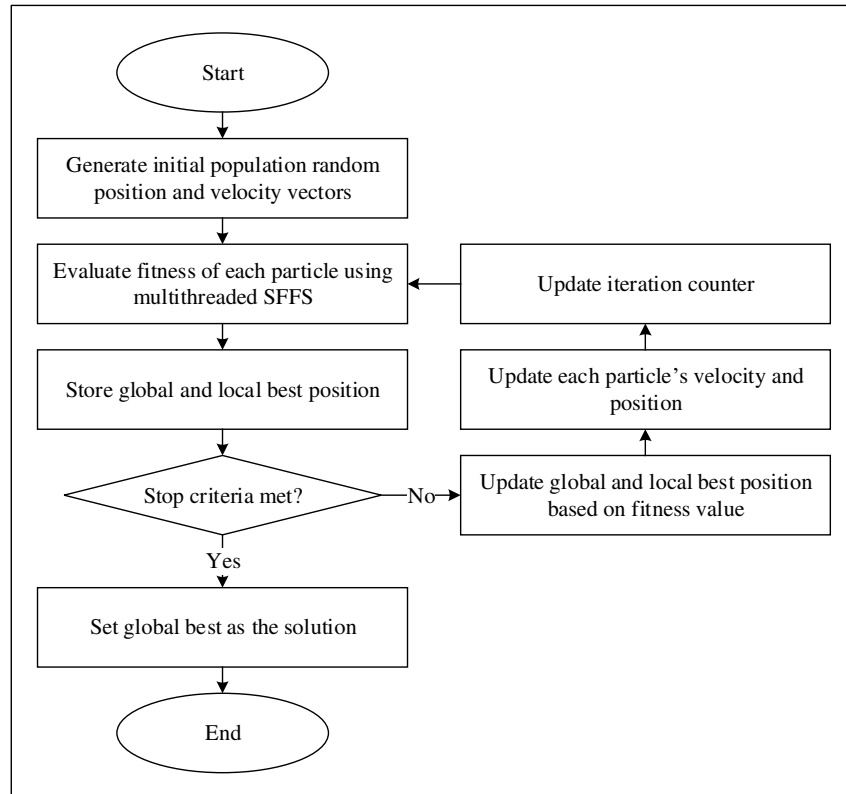 Start
Generate initial population random
position and velocity vectors
Evaluate fitness of each particle using
multithreaded SFFS
Store global and local best position
Stop criteria met?
No
Update global and local best position
based on fitness value
Update each particle’s velocity and
position
Update iteration counter
Yes
Set global best as the solution
End